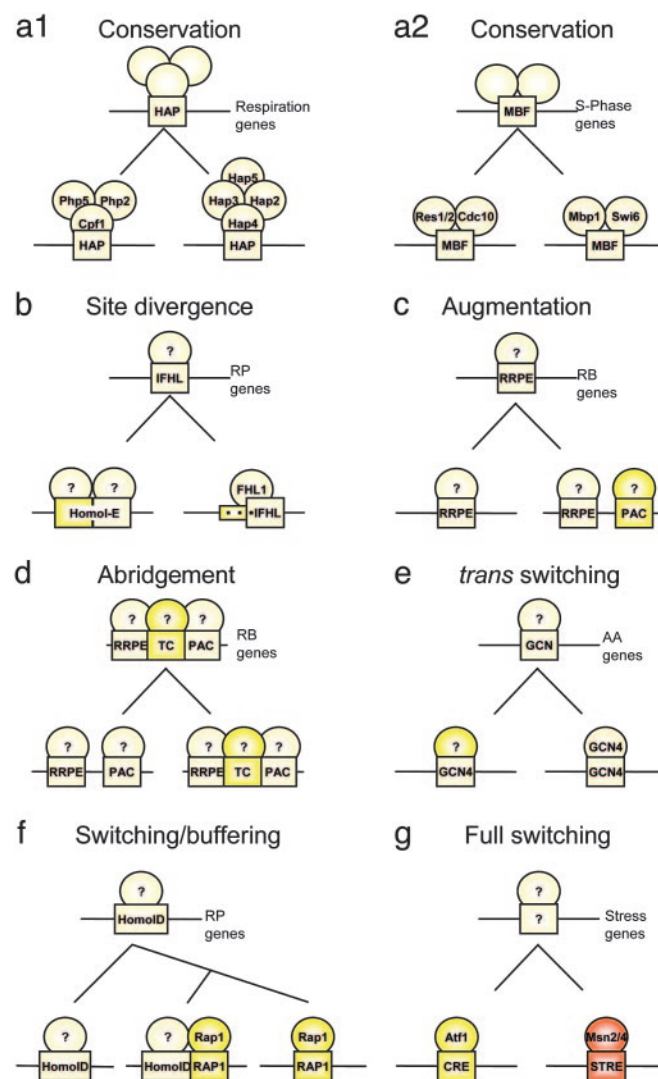 a1 Conservation
HAP
Respiration
genes
Php5 Php2
Cpf1
HAP
Hap5
Hap3 Hap2
Hap4
HAP
a2 Conservation
MBF
S-Phase
genes
Res1/2 Cdc10
MBF
Mbp1 Swi6
MBF
b Site divergence
?
IFHL
RP
genes
? ?
Homol-E
FHL1
IFHL
c Augmentation
?
RRPE
RB
genes
?
RRPE
? ?
RRPE PAC
d Abridgement
? ? ?
RRPE TC PAC
RB
genes
? ?
RRPE PAC
? ? ?
RRPE TC PAC
e trans switching
?
GCN
AA
genes
?
GCN4
GCN4
GCN4
f Switching/buffering
?
HomolD
RP
genes
?
HomolD
? Rap1
HomolD RAP1
Rap1
RAP1
g Full switching
?
?
Stress
genes
Atf1
CRE
Msn2/4
STRE